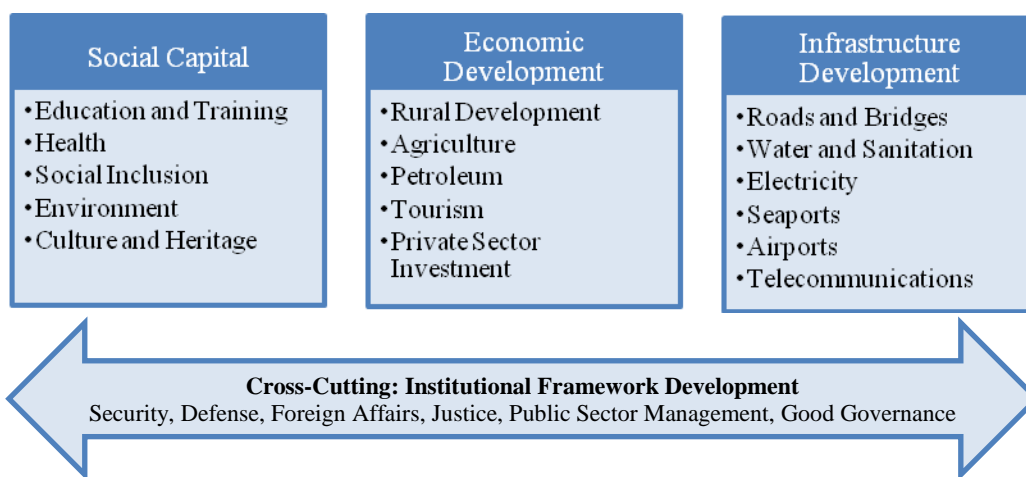 Social Capital
•Education and Training
•Health
•Social Inclusion
•Environment
•Culture and Heritage
Economic
Development
•Rural Development
•Agriculture
•Petroleum
•Tourism
•Private Sector
Investment
Infrastructure
Development
•Roads and Bridges
•Water and Sanitation
•Electricity
•Seaports
•Airports
•Telecommunications
Cross-Cutting: Institutional Framework Development
Security, Defense, Foreign Affairs, Justice, Public Sector Management, Good Governance